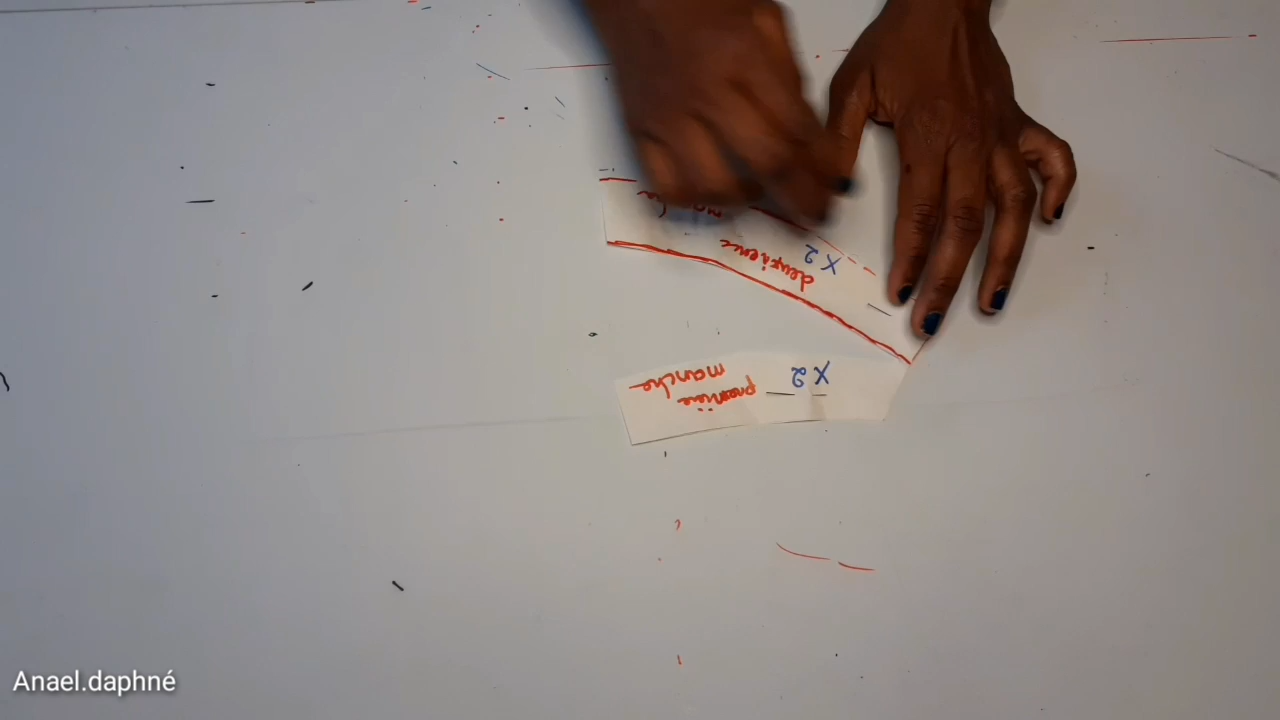 deuxième
X2
première
manche
X2
Anael.daphné